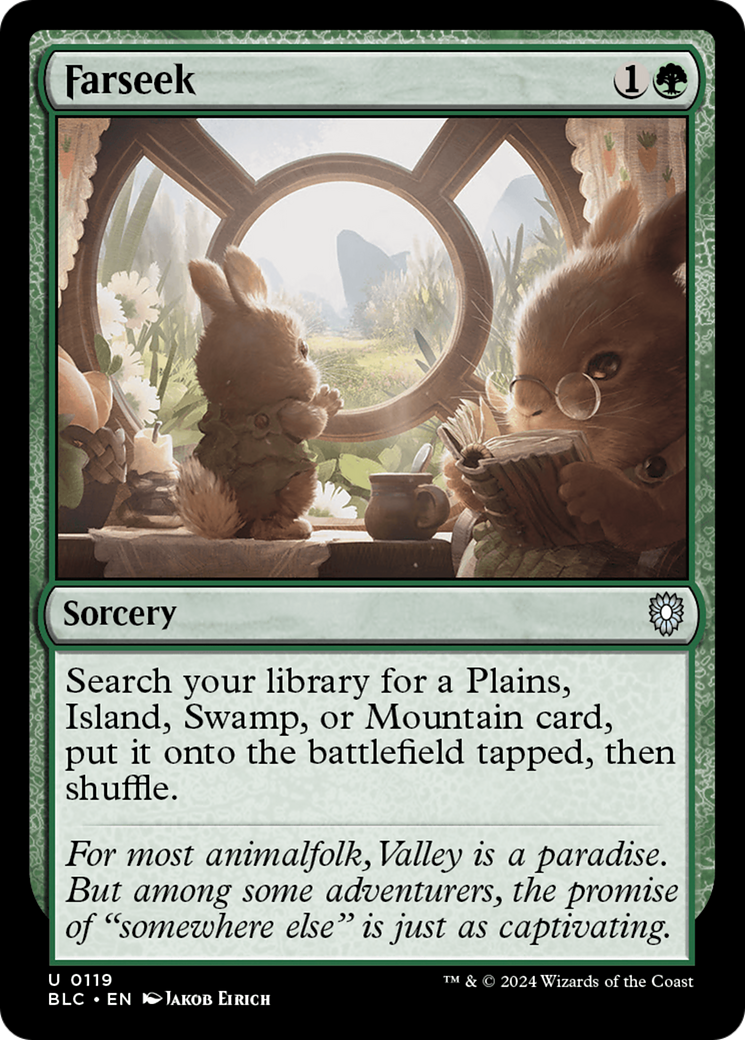 Farseek
1
Sorcery
Search your library for a Plains,
Island, Swamp, or Mountain card,
put it onto the battlefield tapped, then
shuffle.
For most animalfolk, Valley is a paradise.
But among some adventurers, the promise
of “somewhere else” is just as captivating.
U 0119
™ & © 2024 Wizards of the Coast
BLC • EN Jakob Eirich